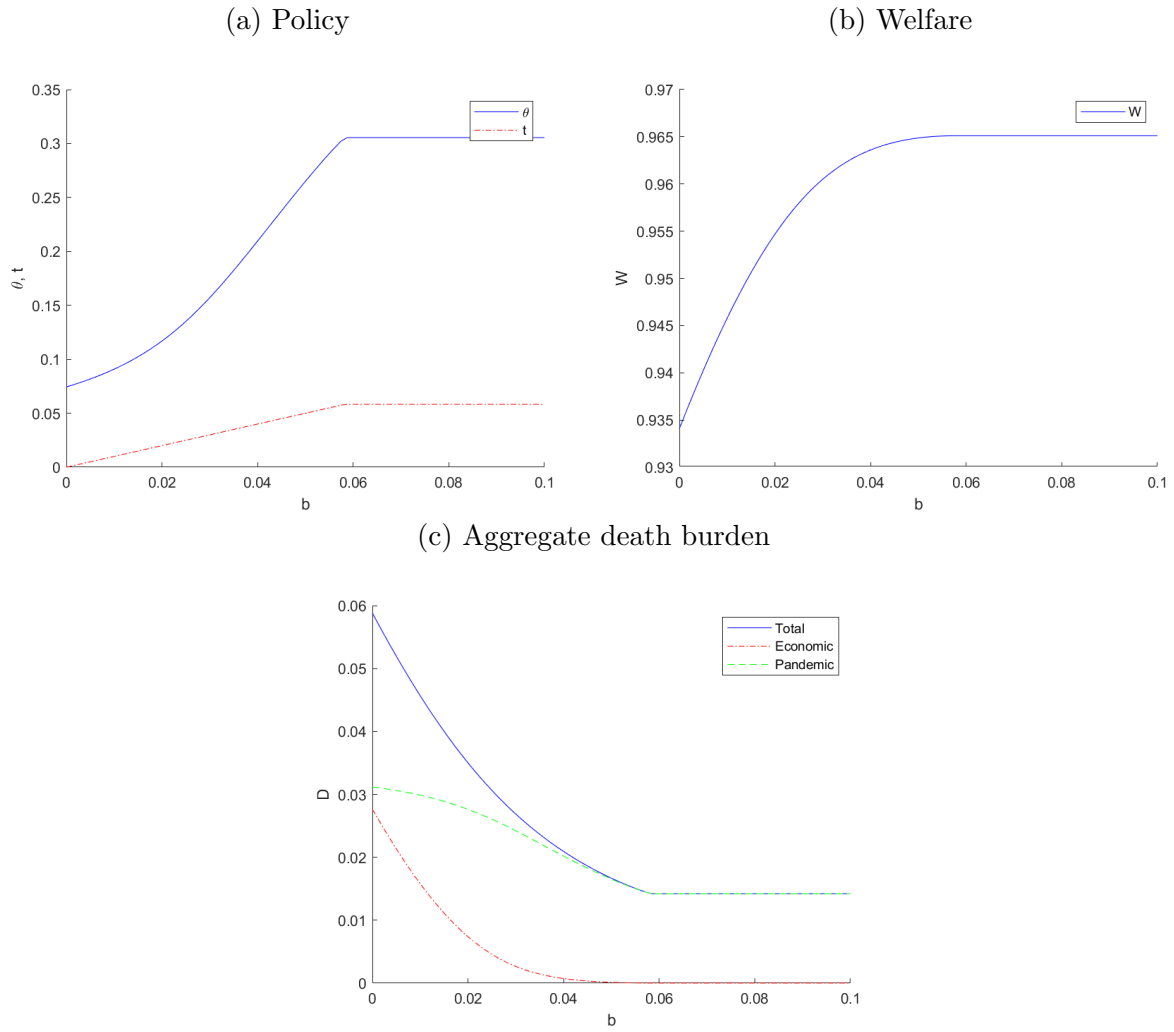 (a) Policy
(b) Welfare
0.35
0.3
0.25
0.2
0.15
0.1
0.05
0
θ, t
0 0.02 0.04 0.06 0.08 0.1
b
θ
t
0.97
0.965
0.96
0.955
0.95
0.945
0.94
0.935
0.93
W
0 0.02 0.04 0.06 0.08 0.1
b
W
(c) Aggregate death burden
0.06
0.05
0.04
0.03
0.02
0.01
0
D
0 0.02 0.04 0.06 0.08 0.1
b
Total
Economic
Pandemic